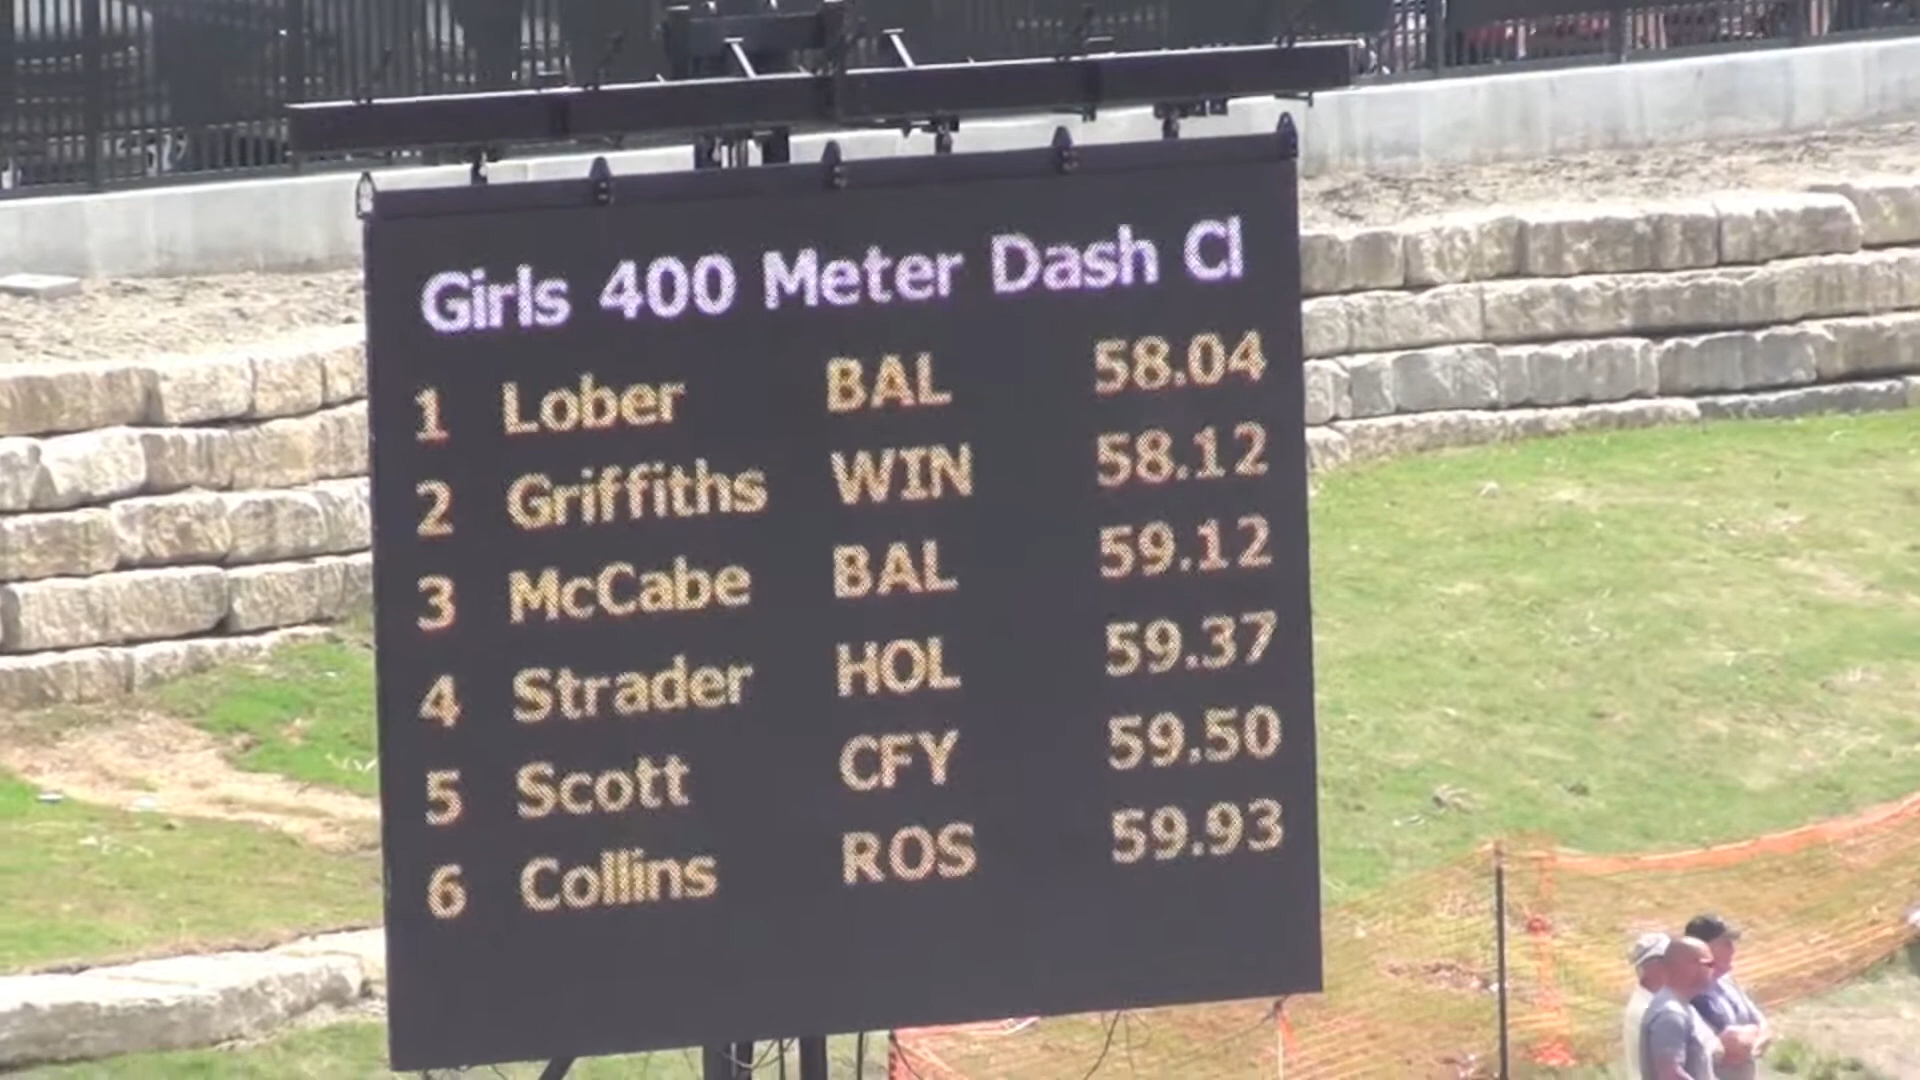 Girls 400 Meter Dash Cl
1 Lober BAL 58.04
2 Griffiths WIN 58.12
3 McCabe BAL 59.12
4 Strader HOL 59.37
5 Scott CFY 59.50
6 Collins ROS 59.93